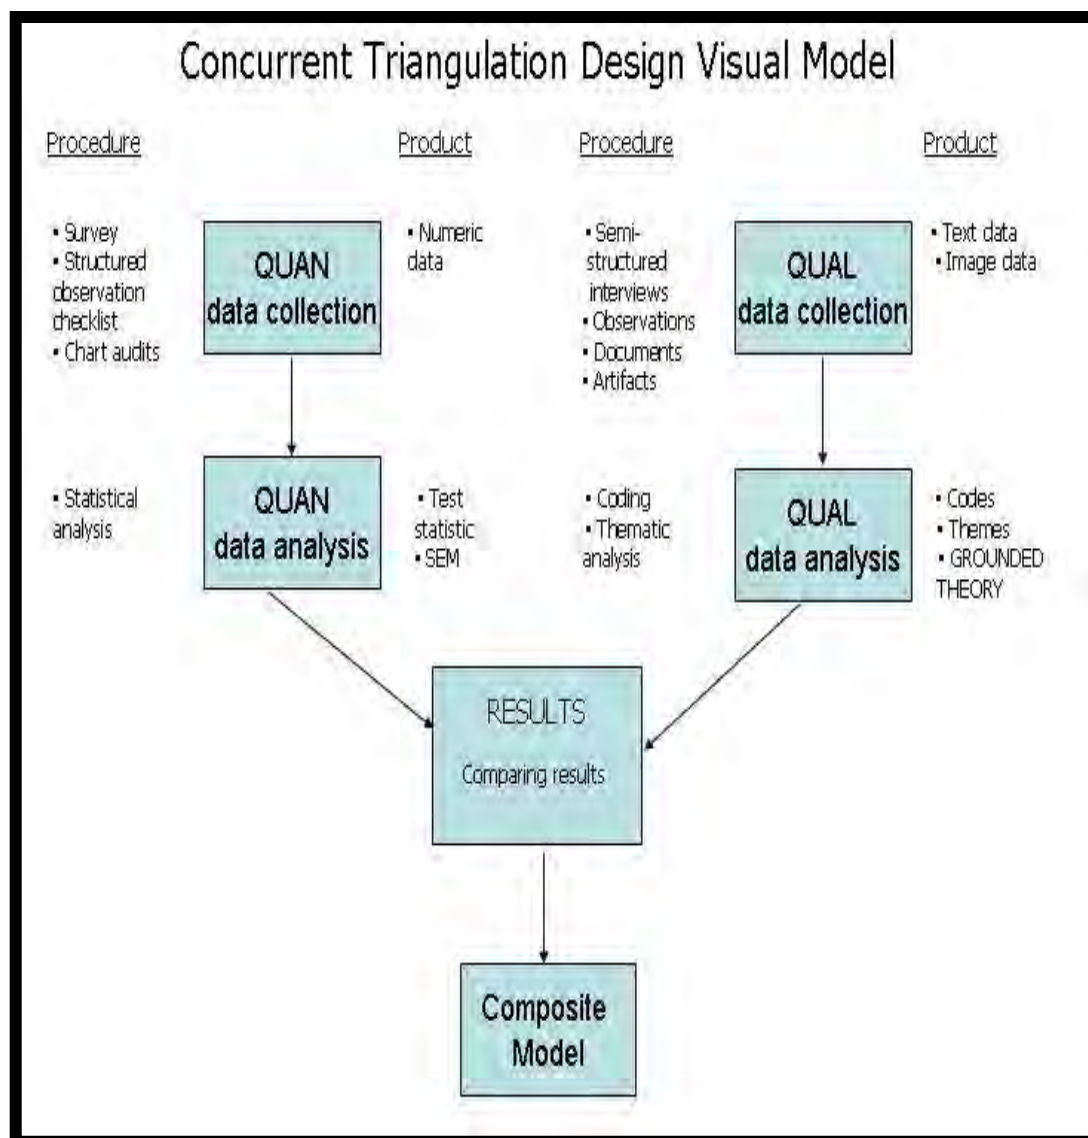 Concurrent Triangulation Design Visual Model
Procedure
Product
Procedure
Product
▪ Survey
▪ Structured
observation
checklist
▪ Chart audits
QUAN
data collection
▪ Numeric
data
▪ Semi-
structured
interviews
▪ Observations
▪ Documents
▪ Artifacts
QUAL
data collection
▪ Text data
▪ Image data
▪ Statistical
analysis
QUAN
data analysis
▪ Test
statistic
▪ SEM
▪ Coding
▪ Thematic
analysis
QUAL
data analysis
▪ Codes
▪ Themes
▪ GROUNDED
THEORY
RESULTS
Comparing results
Composite
Model